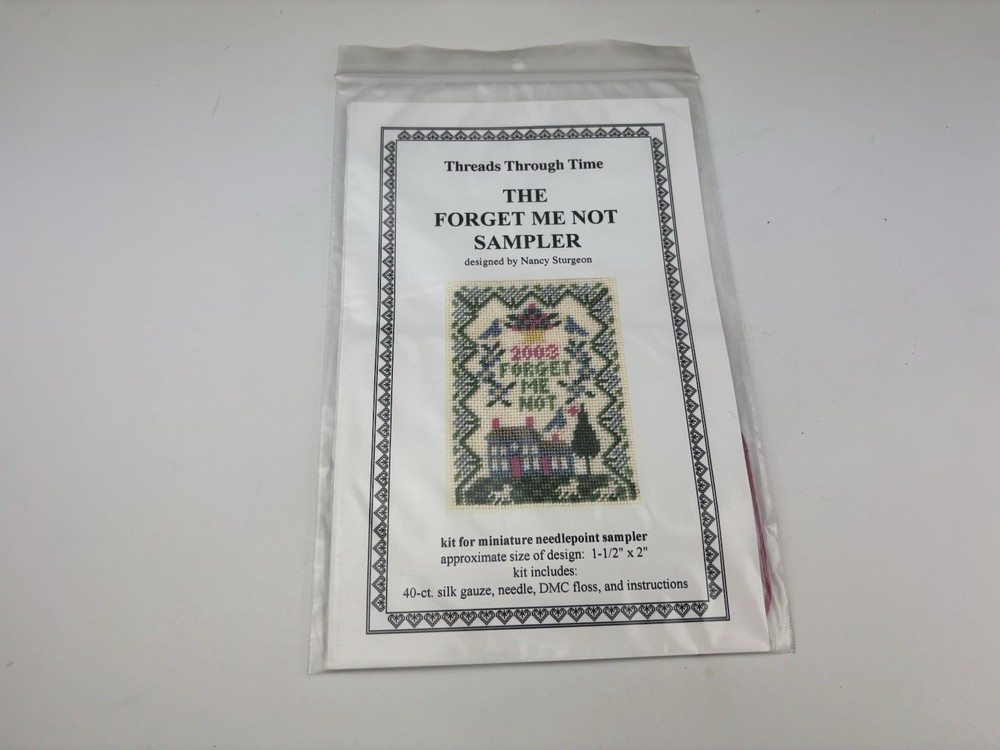 Threads Through Time
THE
FORGET ME NOT
SAMPLER
designed by Nancy Sturgeon
2003
FORGET
ME
NOT
kit for miniature needlepoint sampler
approximate size of design: 1-1/2" x 2"
kit includes:
40-ct. silk gauze, needle, DMC floss, and instructions